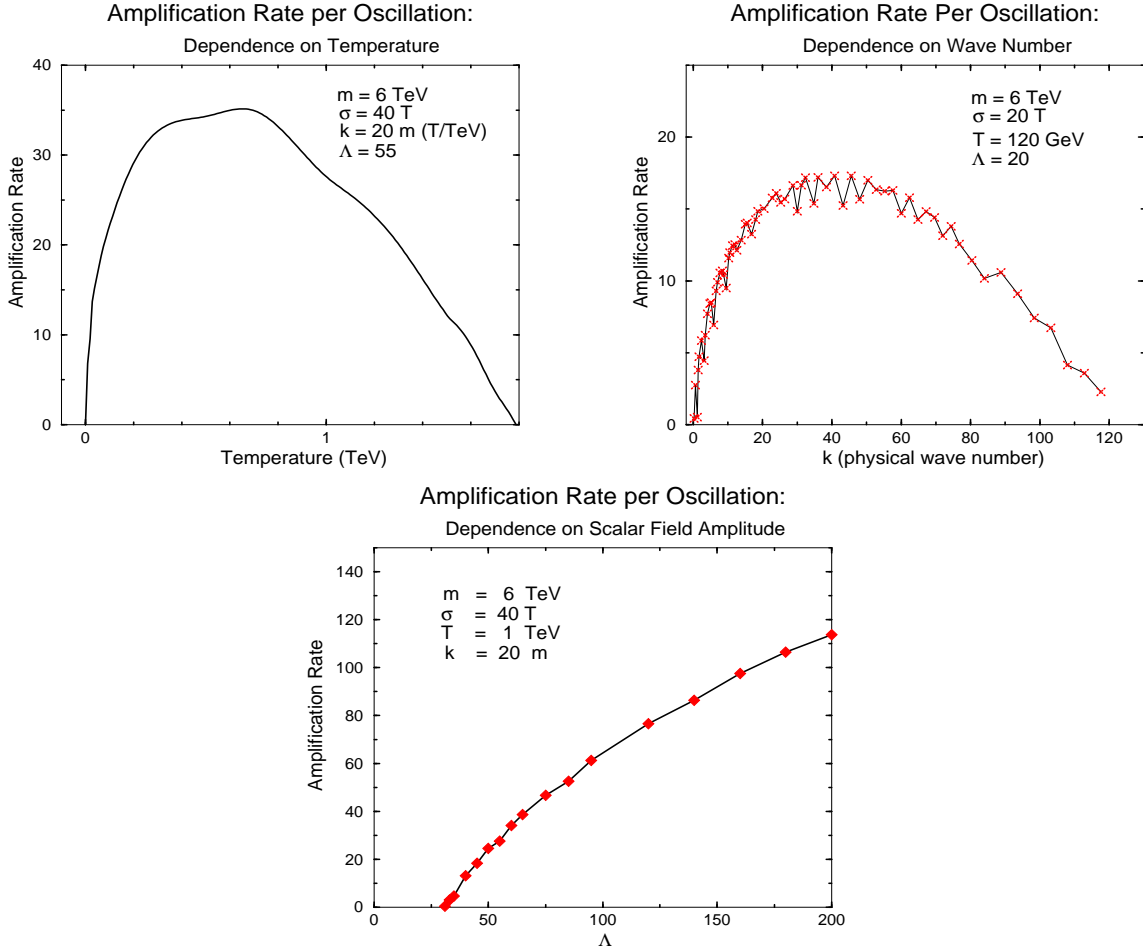 Amplification Rate per Oscillation:
Dependence on Temperature
40
30
20
10
0
Amplification Rate
m = 6 TeV
σ = 40 T
k = 20 m (T/TeV)
Λ = 55
0 1
Temperature (TeV)
Amplification Rate Per Oscillation:
Dependence on Wave Number
20
10
0
Amplification Rate
m = 6 TeV
σ = 20 T
T = 120 GeV
Λ = 20
0 20 40 60 80 100 120
k (physical wave number)
Amplification Rate per Oscillation:
Dependence on Scalar Field Amplitude
140
120
100
80
60
40
20
0
Amplification Rate
m = 6 TeV
σ = 40 T
T = 1 TeV
k = 20 m
0 50 100 150 200
Λ